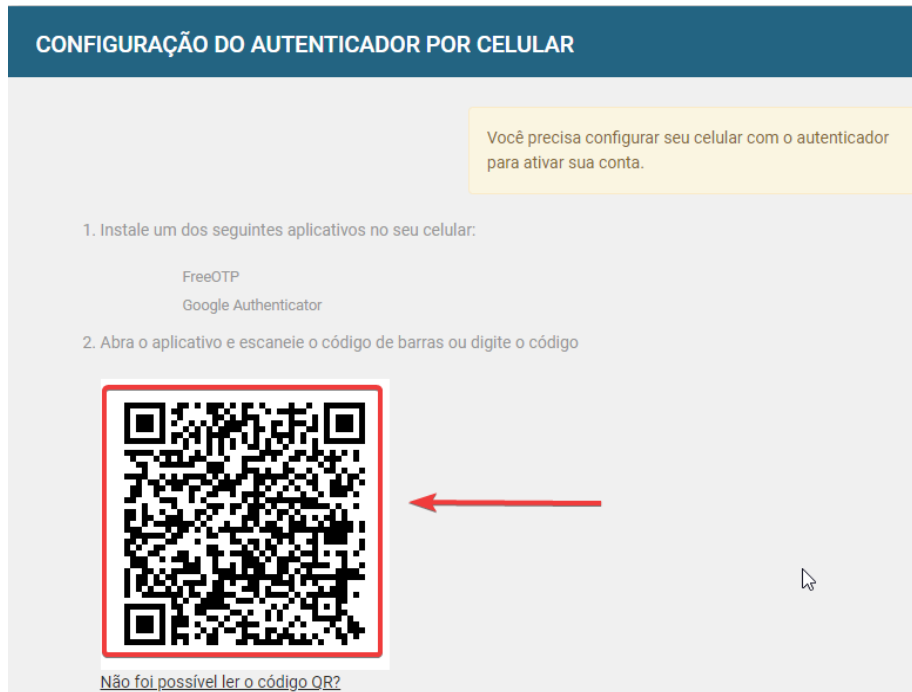 CONFIGURAÇÃO DO AUTENTICADOR POR CELULAR
Você precisa configurar seu celular com o autenticador
para ativar sua conta.
1. Instale um dos seguintes aplicativos no seu celular:
FreeOTP
Google Authenticator
2. Abra o aplicativo e escaneie o código de barras ou digite o código
Não foi possível ler o código QR?